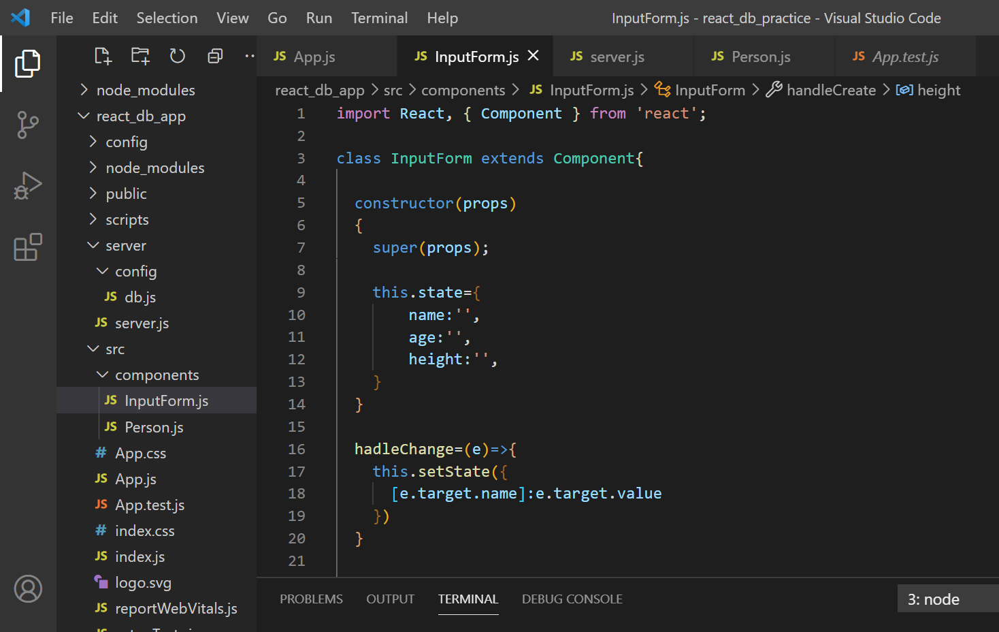 File Edit Selection View Go Run Terminal Help InputForm.js - react_db_practice - Visual Studio Code
JS App.js JS InputForm.js JS server.js JS Person.js JS App.test.js
react_db_app > src > components > JS InputForm.js > InputForm > handleCreate > height
node_modules
react_db_app
config
node_modules
public
scripts
server
config
JS db.js
JS server.js
src
components
JS InputForm.js
JS Person.js
# App.css
JS App.js
JS App.test.js
# index.css
JS index.js
logo.svg
JS reportWebVitals.js
1 import React, { Component } from 'react';
2
3 class InputForm extends Component{
4
5 constructor(props)
6 {
7 super(props);
8
9 this.state={
10 name:'',
11 age:'',
12 height:'',
13 }
14 }
15
16 hadleChange=(e)=>{
17 this.setState({
18 [e.target.name]:e.target.value
19 })
20 }
21
PROBLEMS OUTPUT TERMINAL DEBUG CONSOLE 3: node